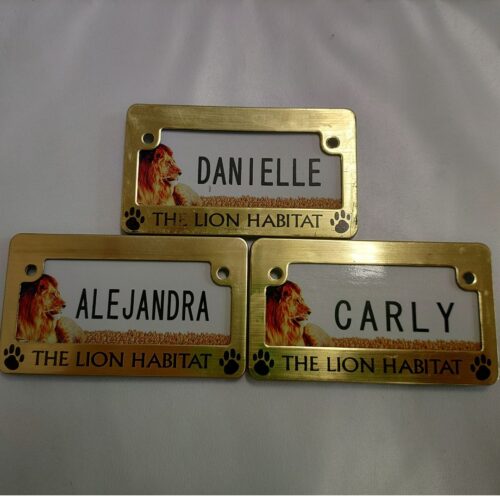 DANIELLE
THE LION HABITAT
ALEJANDRA
THE LION HABITAT
CARLY
THE LION HABITAT